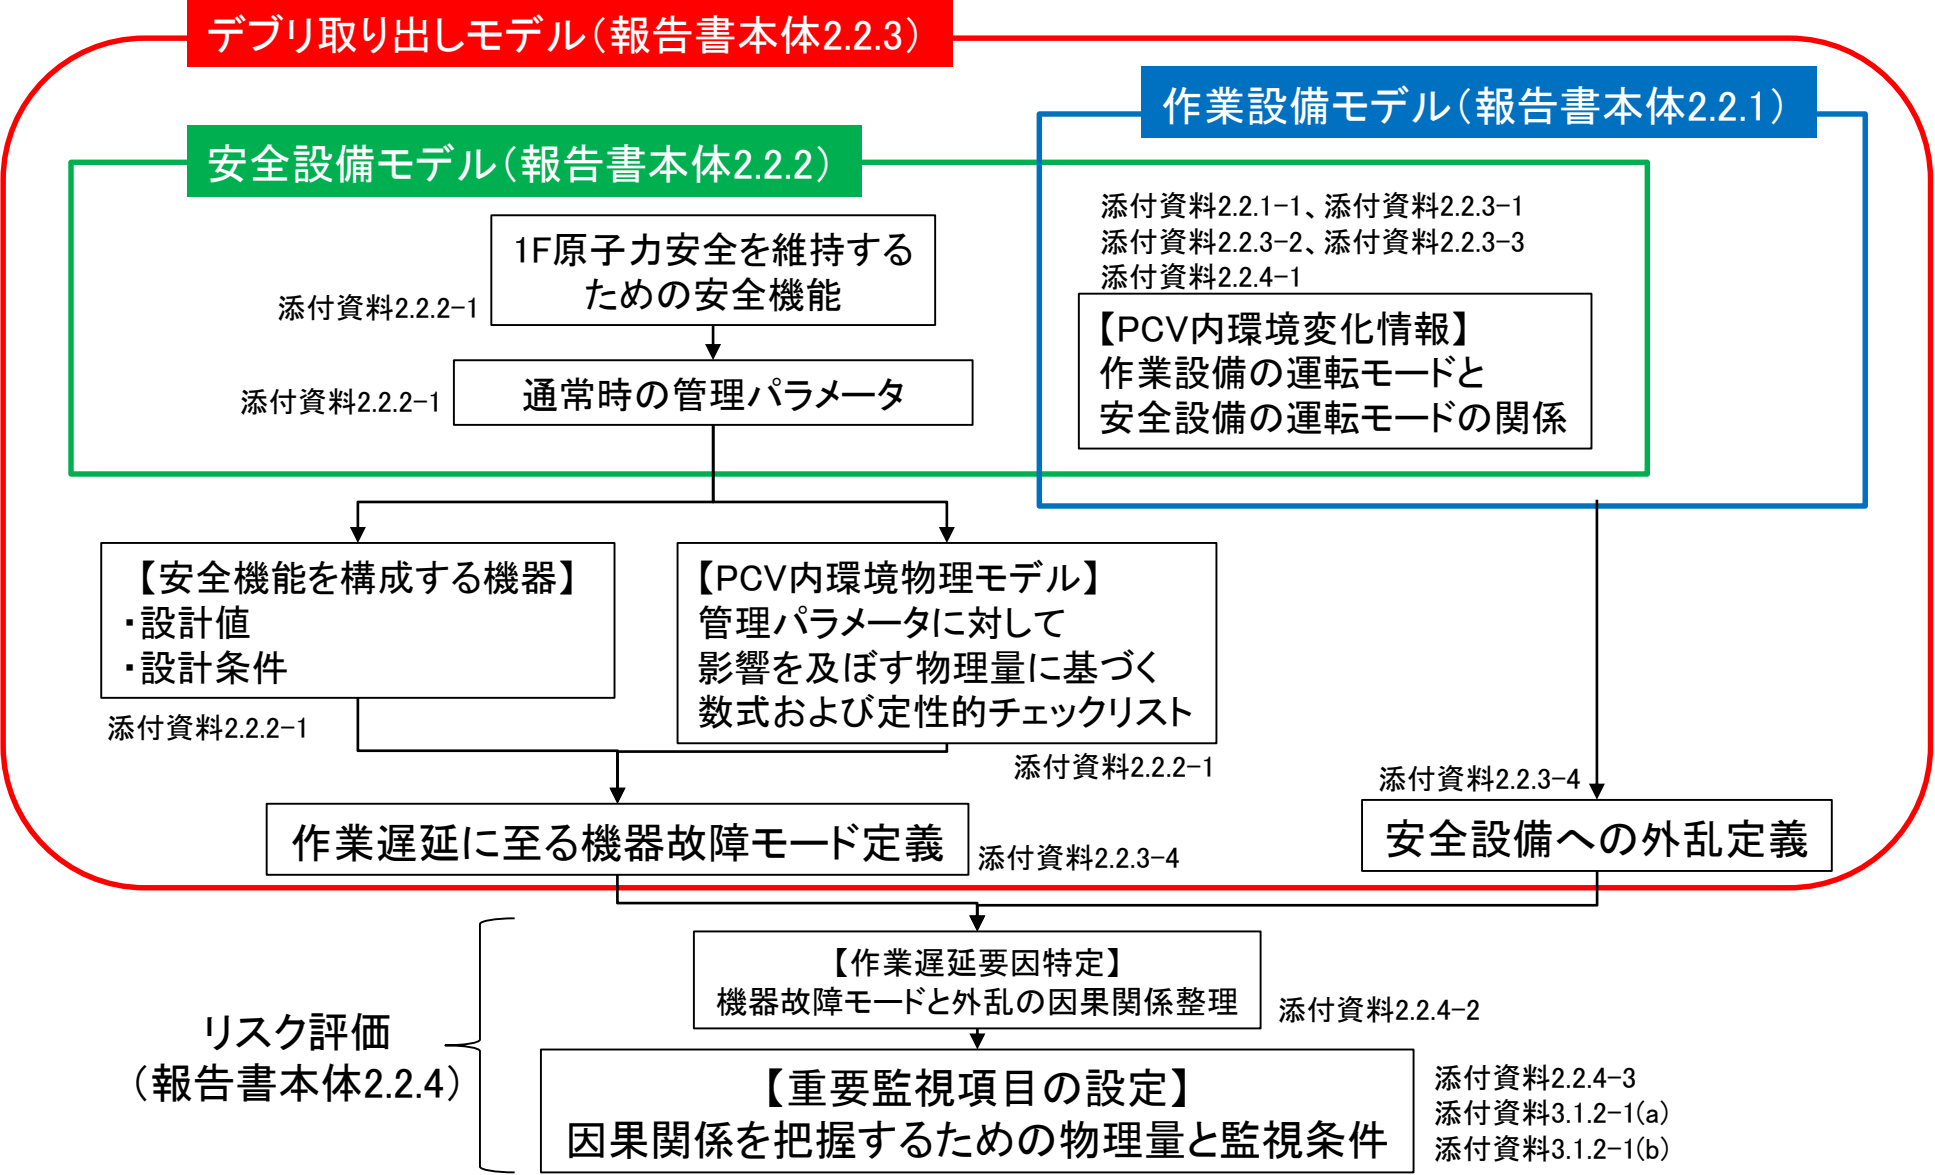 デブリ取り出しモデル（報告書本体2.2.3）
作業設備モデル（報告書本体2.2.1）
安全設備モデル（報告書本体2.2.2）
添付資料2.2.1-1、添付資料2.2.3-1
添付資料2.2.3-2、添付資料2.2.3-3
添付資料2.2.4-1
1F原子力安全を維持する
ための安全機能
添付資料2.2.2-1
【PCV内環境変化情報】
作業設備の運転モードと
安全設備の運転モードの関係
通常時の管理パラメータ
添付資料2.2.2-1
【安全機能を構成する機器】
・設計値
・設計条件
添付資料2.2.2-1
【PCV内環境物理モデル】
管理パラメータに対して
影響を及ぼす物理量に基づく
数式および定性的チェックリスト
添付資料2.2.2-1
添付資料2.2.3-4
作業遅延に至る機器故障モード定義
添付資料2.2.3-4
安全設備への外乱定義
【作業遅延要因特定】
機器故障モードと外乱の因果関係整理
添付資料2.2.4-2
リスク評価
（報告書本体2.2.4）
【重要監視項目の設定】
因果関係を把握するための物理量と監視条件
添付資料2.2.4-3
添付資料3.1.2-1(a)
添付資料3.1.2-1(b)